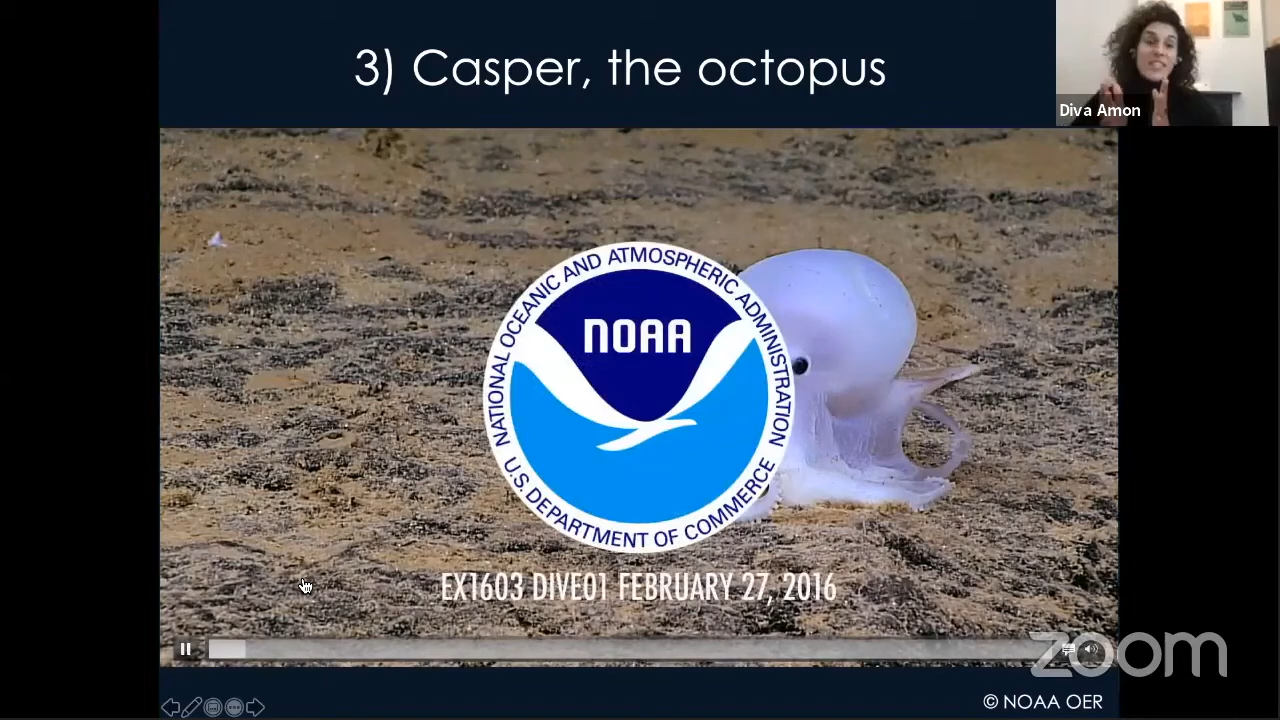 3) Casper, the octopus
Diva Amon
NATIONAL OCEANIC AND ATMOSPHERIC ADMINISTRATION
NOAA
U.S. DEPARTMENT OF COMMERCE
EX1603 DIVE01 FEBRUARY 27, 2016
zoom
© NOAA OER